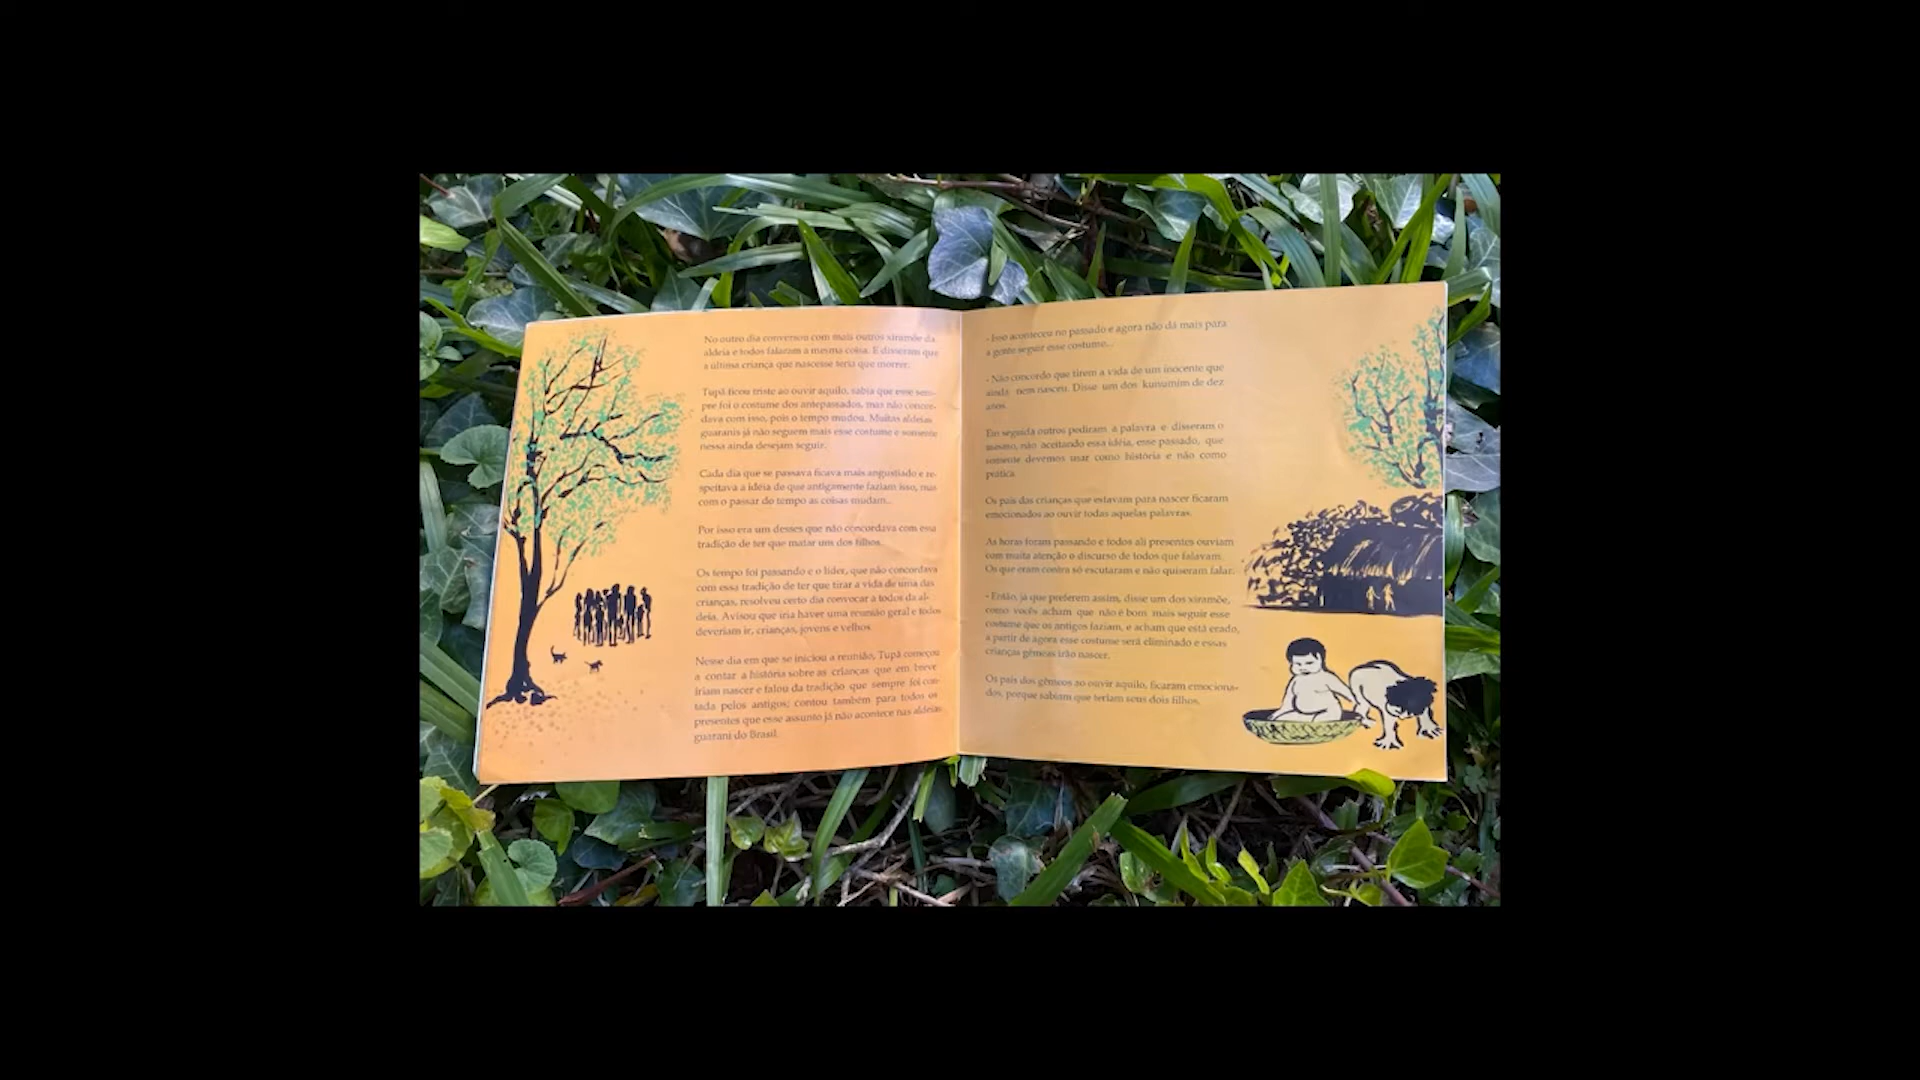 No outro dia conversou com mais outros xiramõe da
aldeia e todos falaram a mesma coisa. E disseram que
a última criança que nascesse teria que morrer.
Tupã ficou triste ao ouvir aquilo, sabia que esse sem-
pre foi o costume dos antepassados, mas não concor-
dava com isso, pois o tempo mudou. Muitas aldeias
guaranis já não seguem mais esse costume e somente
nessa ainda desejam seguir.
Cada dia que se passava ficava mais angustiado e re-
speitava a idéia de que antigamente faziam isso, mas
com o passar do tempo as coisas mudam...
Por isso era um desses que não concordava com essa
tradição de ter que matar um dos filhos.
Os tempo foi passando e o líder, que não concordava
com essa tradição de ter que tirar a vida de uma das
crianças, resolveu certo dia convocar a todos da al-
deia. Avisou que iria haver uma reunião geral e todos
deveriam ir, crianças, jovens e velhos.
Nesse dia em que se iniciou a reunião, Tupã começou
a contar a história sobre as crianças que em breve
iriam nascer e falou da tradição que sempre foi con-
tada pelos antigos; contou também para todos os
presentes que esse assunto já não acontece nas aldeias
guarani do Brasil.
- Isso aconteceu no passado e agora não dá mais para
a gente seguir esse costume...
- Não concordo que tirem a vida de um inocente que
ainda nem nasceu. Disse um dos kunumim de dez
anos.
Em seguida outros pediram a palavra e disseram o
mesmo, não aceitando essa idéia, esse passado, que
somente devemos usar como história e não como
prática.
Os pais das crianças que estavam para nascer ficaram
emocionados ao ouvir todas aquelas palavras.
As horas foram passando e todos ali presentes ouviam
com muita atenção o discurso de todos que falavam.
Os que eram contra só escutaram e não quiseram falar.
- Então, já que preferem assim, disse um dos xiramõe,
como vocês acham que não é bom mais seguir esse
costume que os antigos faziam, e acham que está erado,
a partir de agora esse costume será eliminado e essas
crianças gêmeas irão nascer.
Os pais dos gêmeos ao ouvir aquilo, ficaram emociona-
dos, porque sabiam que teriam seus dois filhos.